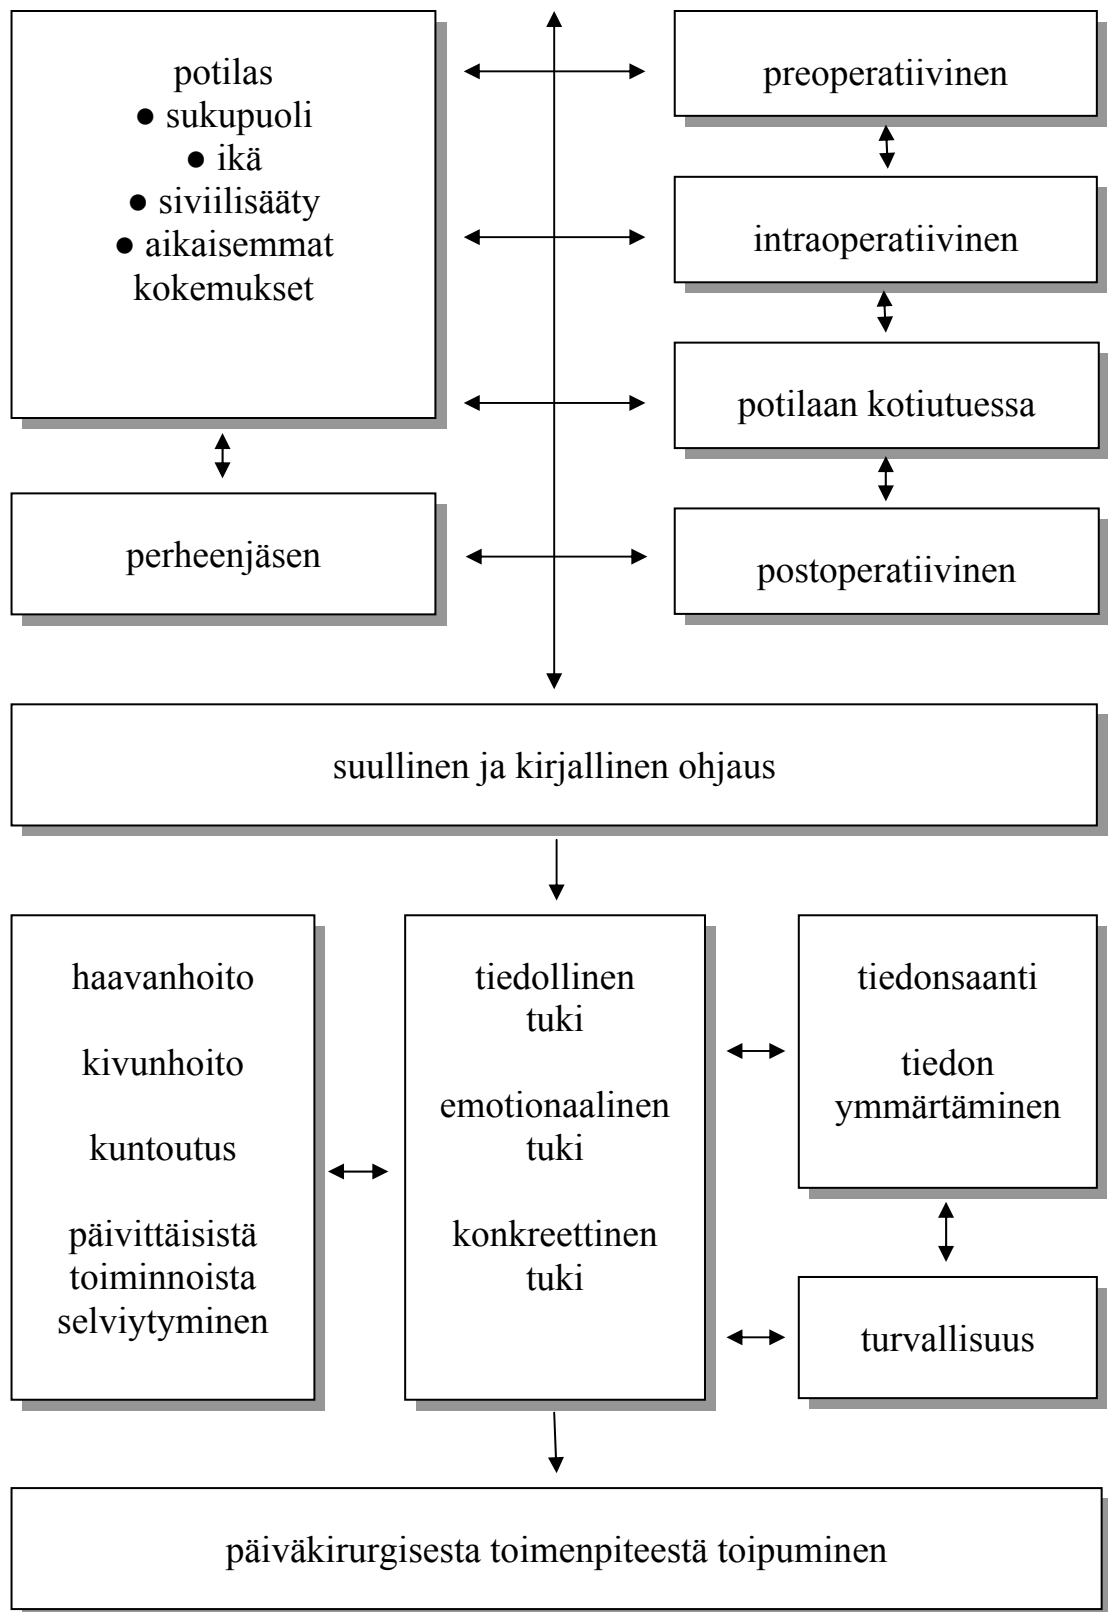 potilas
● sukupuoli
● ikä
● siviilisääty
● aikaisemmat
kokemukset
perheenjäsen
preoperatiivinen
intraoperatiivinen
potilaan kotiutuessa
postoperatiivinen
suullinen ja kirjallinen ohjaus
haavanhoito
kivunhoito
kuntoutus
päivittäisistä
toiminnoista
selviytyminen
tiedollinen
tuki
emotionaalinen
tuki
konkreettinen
tuki
tiedonsaanti
tiedon
ymmärtäminen
turvallisuus
päiväkirurgisesta toimenpiteestä toipuminen